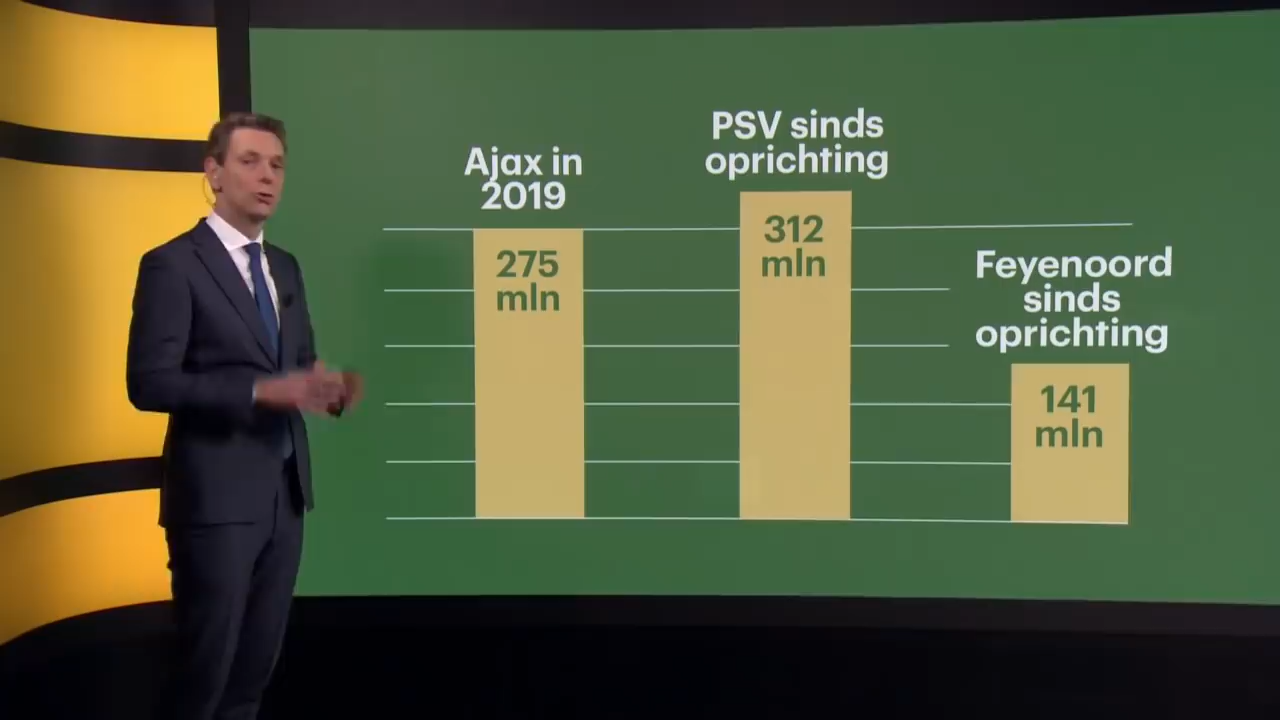 Ajax in
2019
275
mln
PSV sinds
oprichting
312
mln
Feyenoord
sinds
oprichting
141
mln